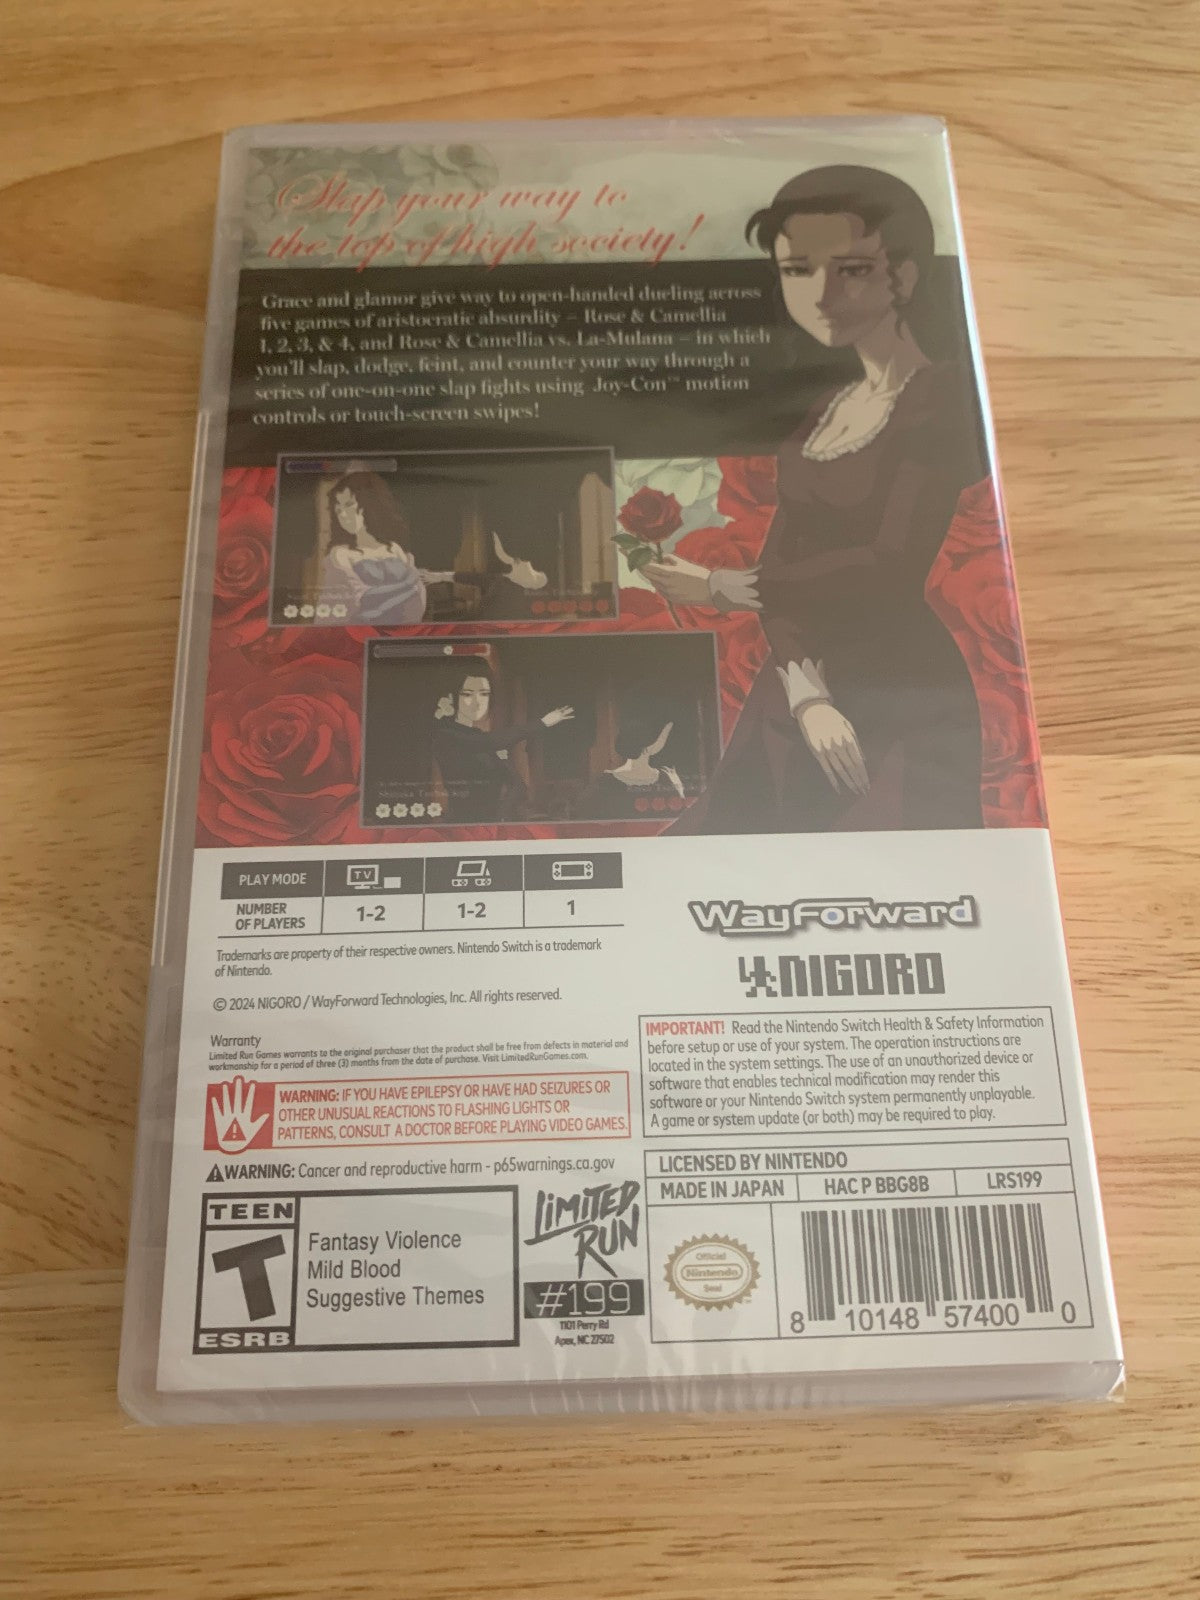 Slap your way to
the top of high society!
Grace and glamor give way to open-handed dueling across
five games of aristocratic absurdity – Rose & Camellia
1, 2, 3, & 4, and Rose & Camellia vs. La-Mulana – in which
you'll slap, dodge, feint, and counter your way through a
series of one-on-one slap fights using Joy-Con™ motion
controls or touch-screen swipes!
PLAY MODE
TV
NUMBER
OF PLAYERS
1-2
1-2
1
Trademarks are property of their respective owners. Nintendo Switch is a trademark
of Nintendo.
© 2024 NIGORO / WayForward Technologies, Inc. All rights reserved.
Warranty
Limited Run Games warrants to the original purchaser that the product shall be free from defects in material and
workmanship for a period of three (3) months from the date of purchase. Visit LimitedRunGames.com.
WARNING: IF YOU HAVE EPILEPSY OR HAVE HAD SEIZURES OR
OTHER UNUSUAL REACTIONS TO FLASHING LIGHTS OR
PATTERNS, CONSULT A DOCTOR BEFORE PLAYING VIDEO GAMES.
WARNING: Cancer and reproductive harm - p65warnings.ca.gov
TEEN
T
ESRB
Fantasy Violence
Mild Blood
Suggestive Themes
LIMITED
RUN
#199
1101 Perry Rd
Apex, NC 27502
WayForward
NIGORO
IMPORTANT! Read the Nintendo Switch Health & Safety Information
before setup or use of your system. The operation instructions are
located in the system settings. The use of an unauthorized device or
software that enables technical modification may render this
software or your Nintendo Switch system permanently unplayable.
A game or system update (or both) may be required to play.
LICENSED BY NINTENDO
MADE IN JAPAN
HAC P BBG8B
LRS199
Official
Nintendo
Seal
8 10148 57400 0